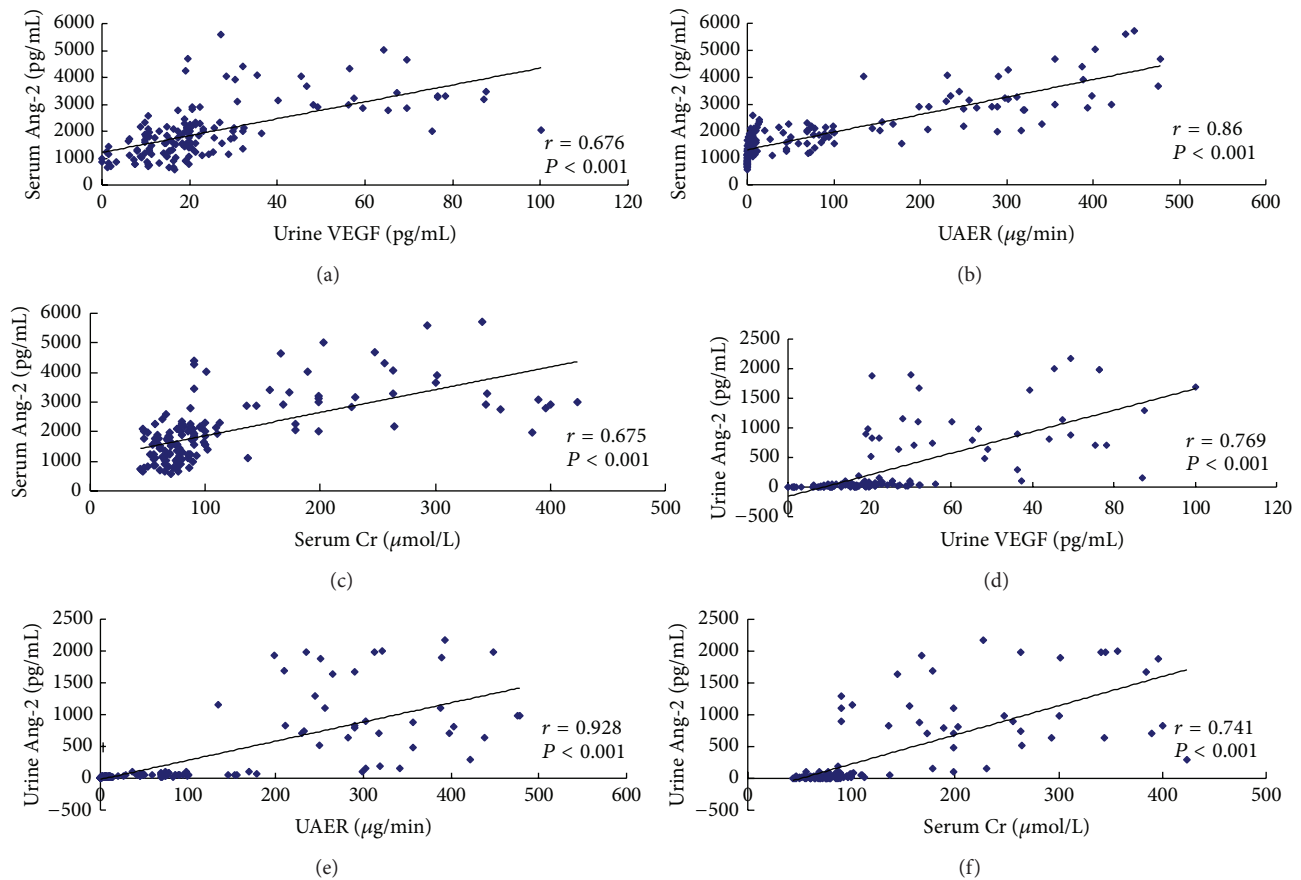 Serum Ang-2 (pg/mL)
6000
5000
4000
3000
2000
1000
0
r = 0.676
P < 0.001
0 20 40 60 80 100 120
Urine VEGF (pg/mL)
(a)
Serum Ang-2 (pg/mL)
6000
5000
4000
3000
2000
1000
0
r = 0.86
P < 0.001
0 100 200 300 400 500 600
UAER (μg/min)
(b)
Serum Ang-2 (pg/mL)
6000
5000
4000
3000
2000
1000
0
r = 0.675
P < 0.001
0 100 200 300 400 500
Serum Cr (μmol/L)
(c)
Urine Ang-2 (pg/mL)
2500
2000
1500
1000
500
0
−500
r = 0.769
P < 0.001
0 20 40 60 80 100 120
Urine VEGF (pg/mL)
(d)
Urine Ang-2 (pg/mL)
2500
2000
1500
1000
500
0
−500
r = 0.928
P < 0.001
0 100 200 300 400 500 600
UAER (μg/min)
(e)
Urine Ang-2 (pg/mL)
2500
2000
1500
1000
500
0
−500
r = 0.741
P < 0.001
0 100 200 300 400 500
Serum Cr (μmol/L)
(f)